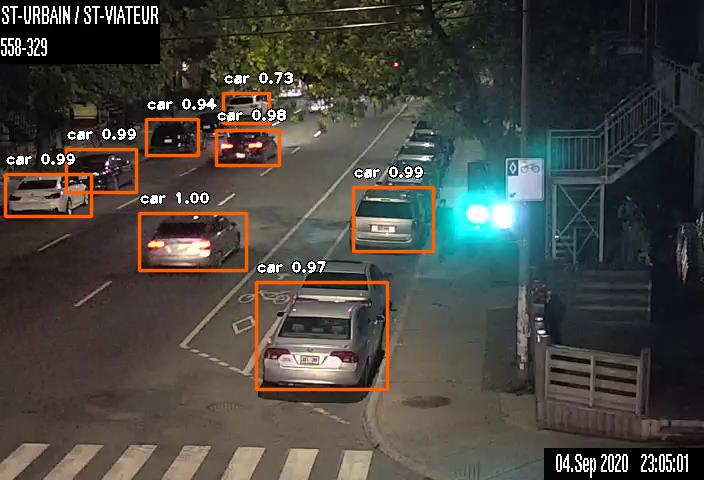 ST-URBAIN / ST-VIATEUR
558-329
car 0.73
car 0.94
car 0.98
car 0.99
car 0.99
car 0.99
car 1.00
car 0.97
04.Sep 2020 23:05:01